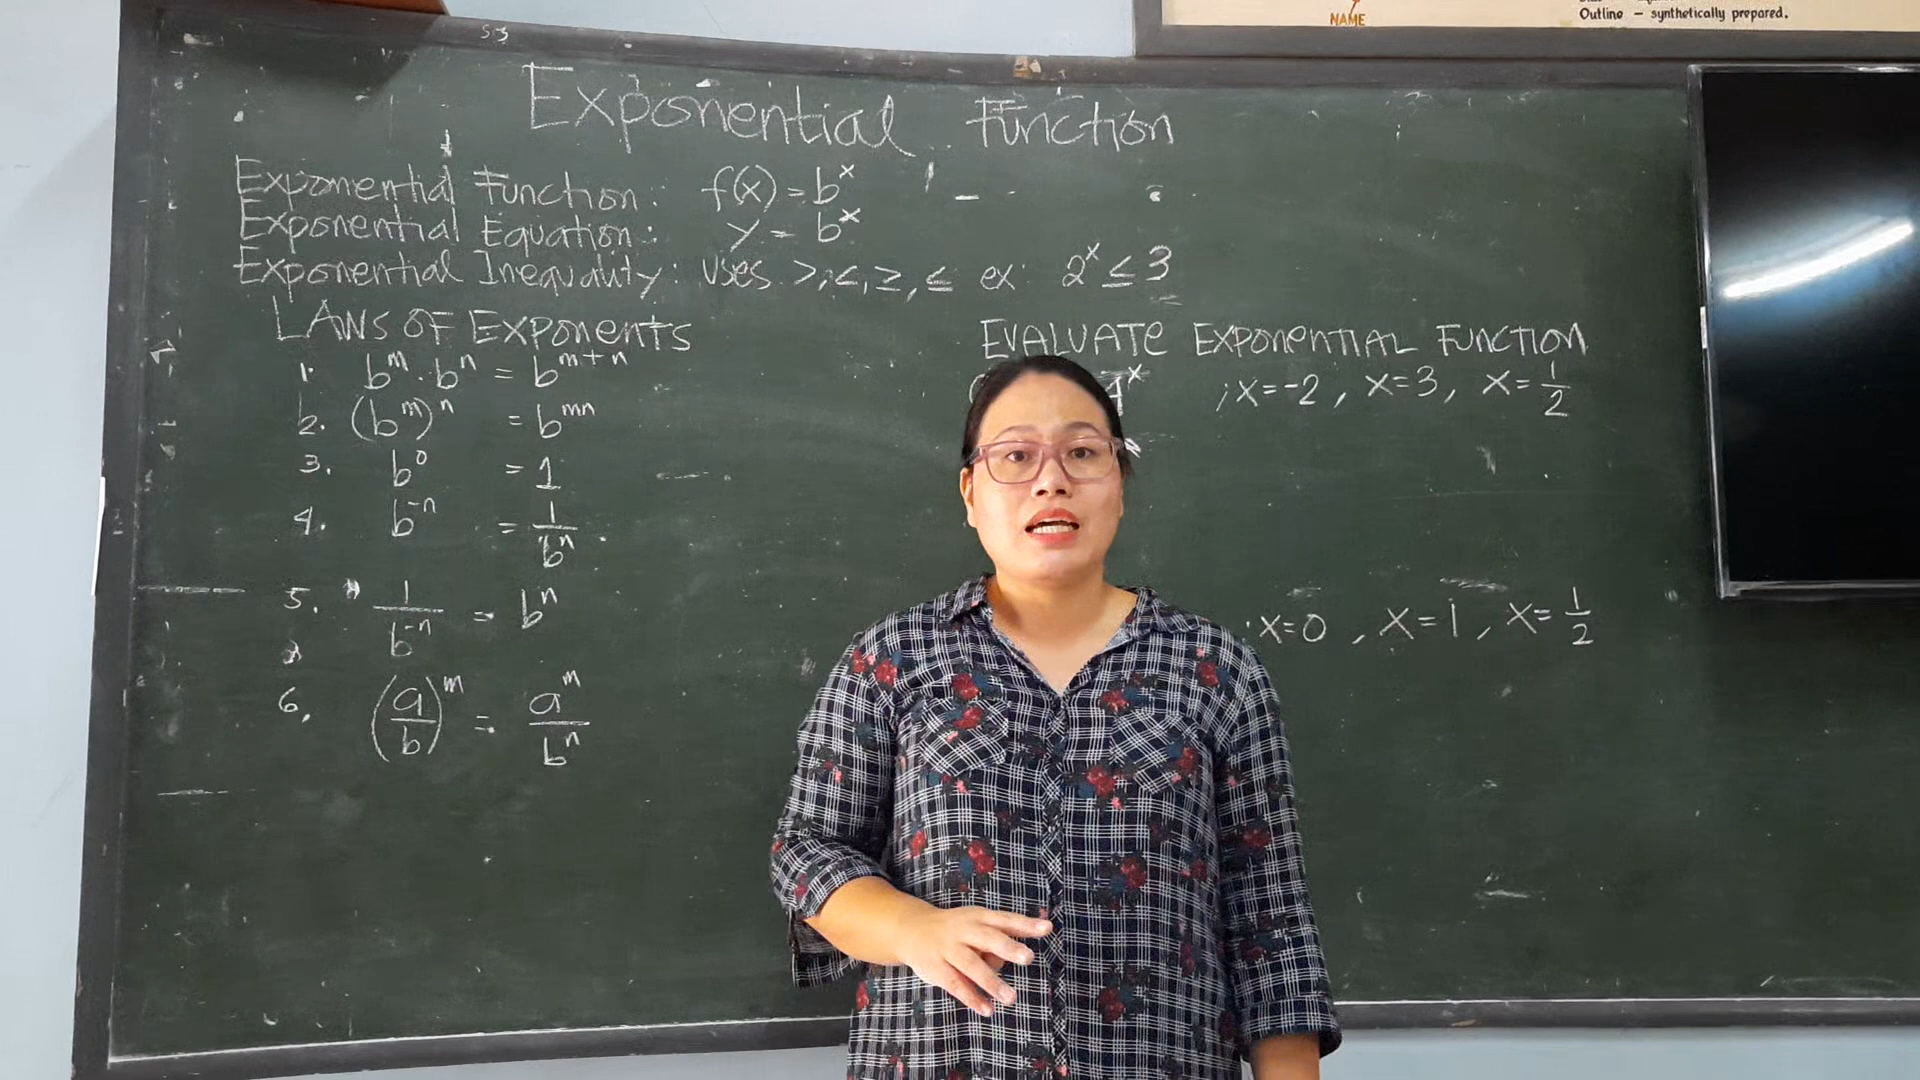 NAME
Outline – synthetically prepared.
Exponential Function
Exponential Function: f(x) = b^x
Exponential Equation: y = b^x
Exponential Inequality: uses >, <, ≥, ≤ ex: 2^x ≤ 3
LAWS OF EXPONENTS
1. b^m · b^n = b^(m+n)
2. (b^m)^n = b^(mn)
3. b^0 = 1
4. b^-n = 1/b^n
5. 1/b^-n = b^n
6. (a/b)^m = a^m/b^n
EVALUATE EXPONENTIAL FUNCTION
; x=-2, x=3, x=1/2
x=0, x=1, x=1/2